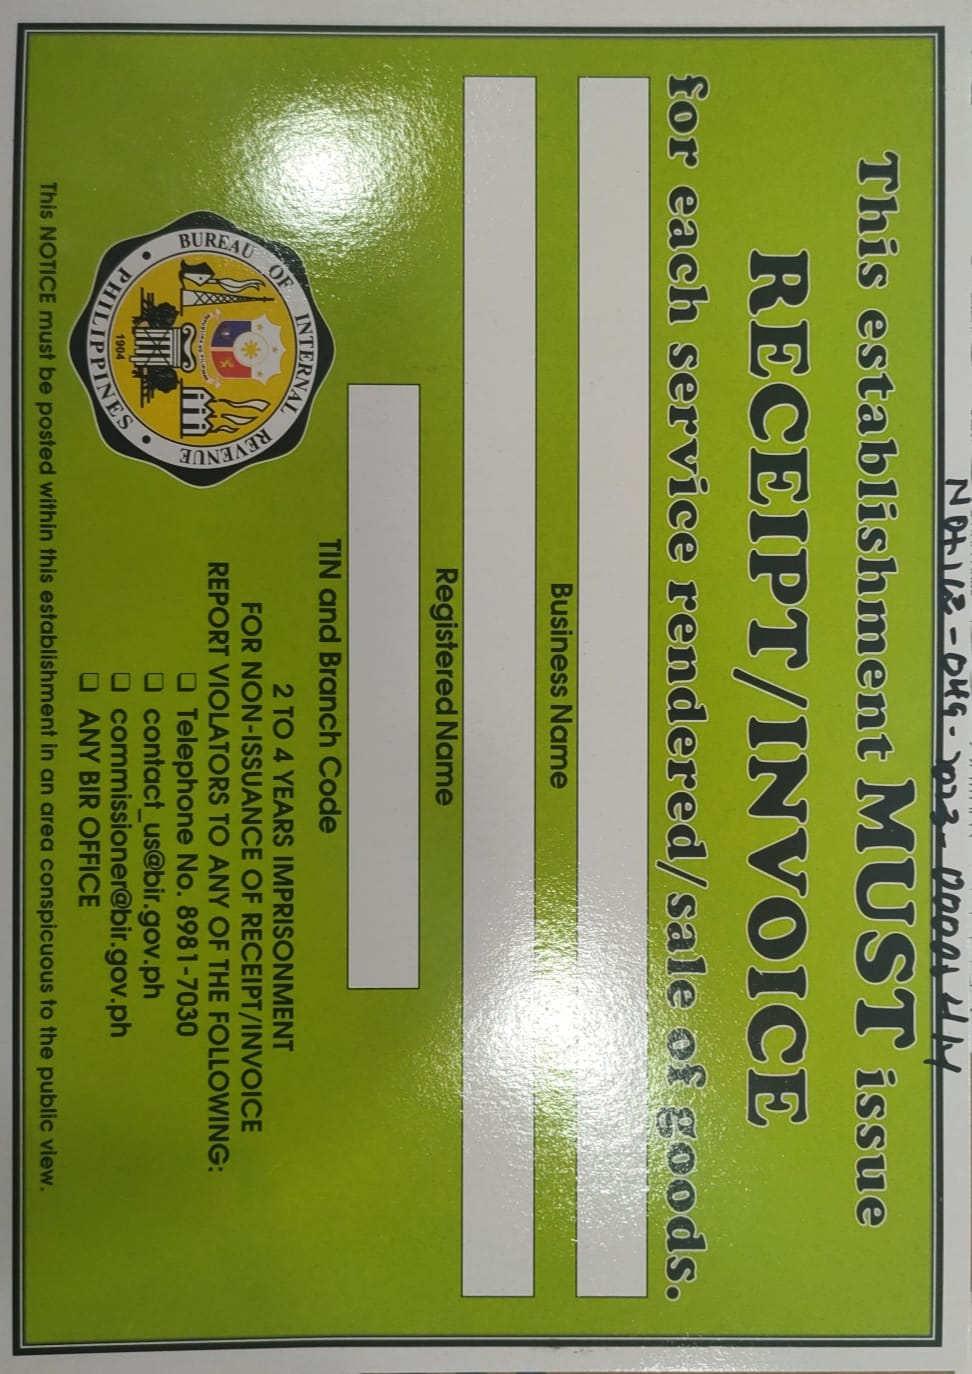 This establishment MUST issue
RECEIPT/INVOICE
for each service rendered/sale of goods.
Business Name
Registered Name
TIN and Branch Code
BUREAU OF INTERNAL REVENUE
PHILIPPINES
1904
2 TO 4 YEARS IMPRISONMENT
FOR NON-ISSUANCE OF RECEIPT/INVOICE
REPORT VIOLATORS TO ANY OF THE FOLLOWING:
❑ Telephone No. 8981-7030
❑ contact_us@bir.gov.ph
❑ commissioner@bir.gov.ph
❑ ANY BIR OFFICE
This NOTICE must be posted within this establishment in an area conspicuous to the public view.